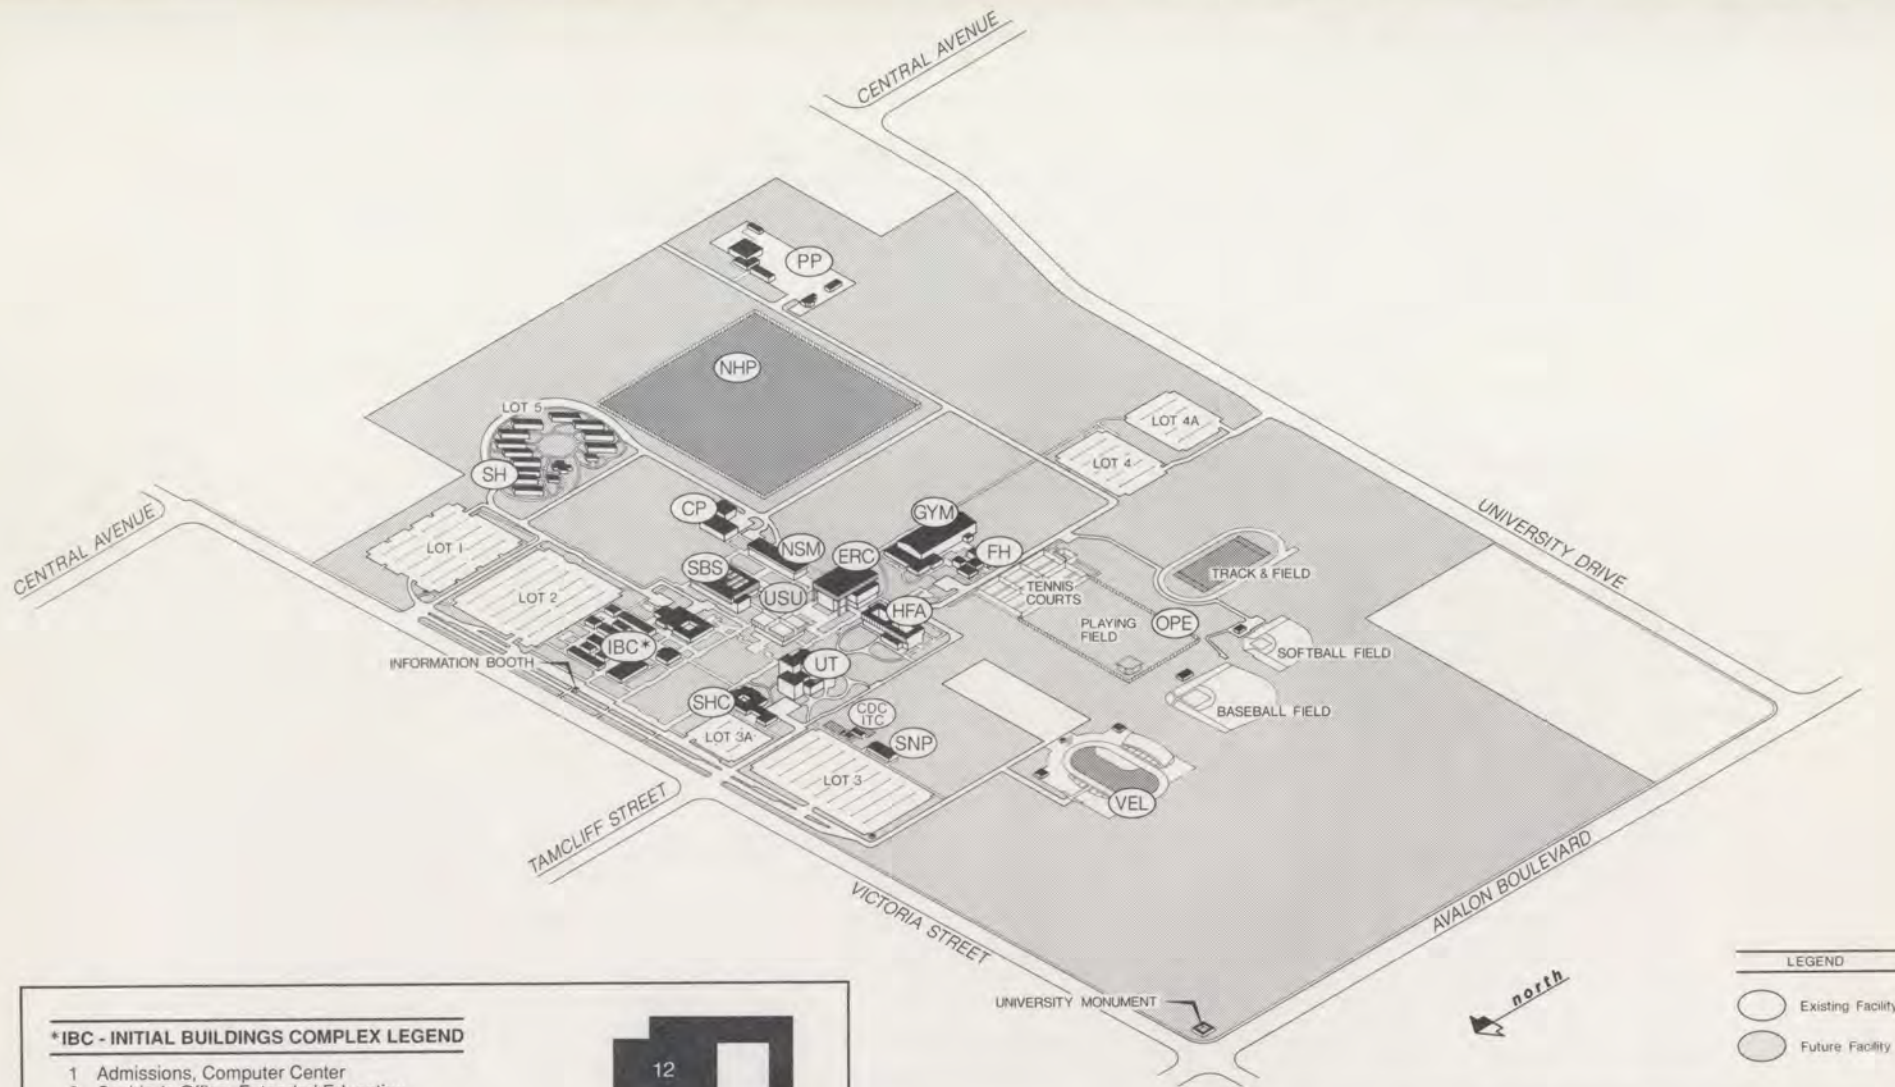 CENTRAL AVENUE
PP
NHP
LOT 5
SH
LOT 4A
LOT 4
CENTRAL AVENUE
LOT 1
CP
GYM
UNIVERSITY DRIVE
NSM
ERC
FH
SBS
TRACK & FIELD
LOT 2
USU
TENNIS
COURTS
HFA
PLAYING
FIELD
OPE
IBC*
SOFTBALL FIELD
INFORMATION BOOTH
UT
SHC
CDC
ITC
BASEBALL FIELD
LOT 3A
SNP
LOT 3
VEL
TAMCLIFF STREET
VICTORIA STREET
AVALON BOULEVARD
UNIVERSITY MONUMENT
north
LEGEND
Existing Facility
Future Facility
*IBC - INITIAL BUILDINGS COMPLEX LEGEND
1 Admissions, Computer Center
12